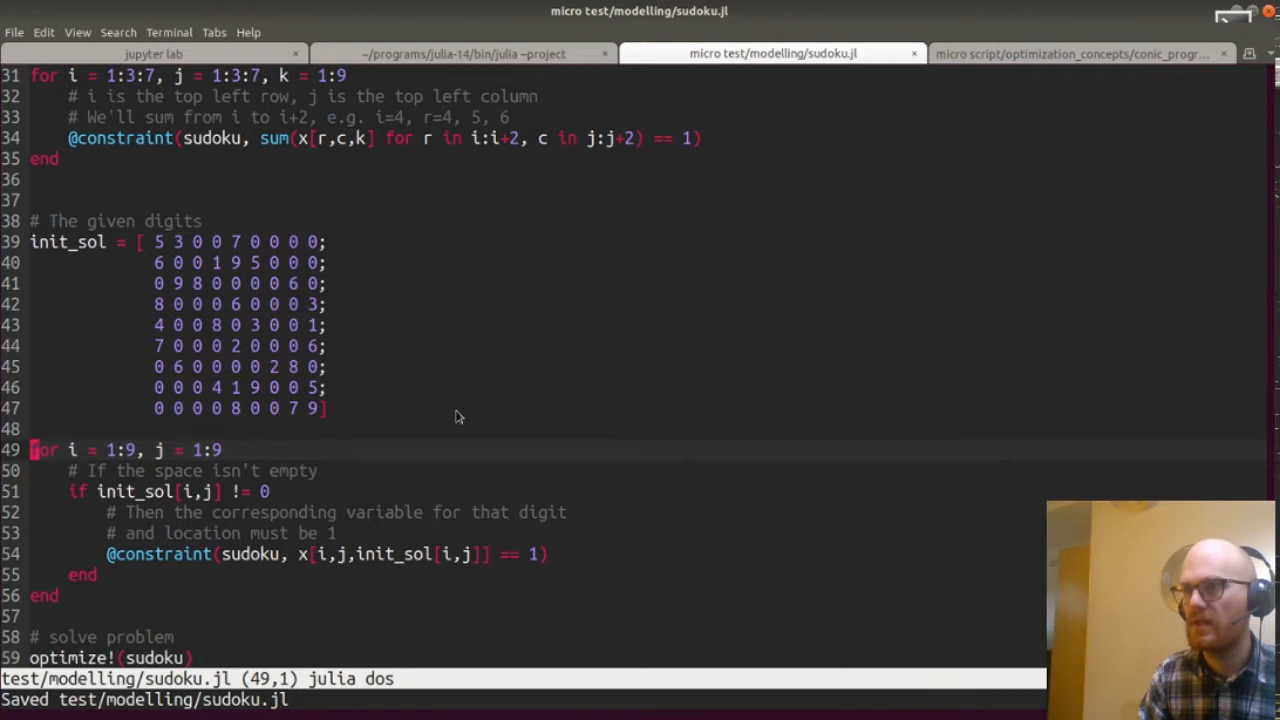 micro test/modelling/sudoku.jl
File Edit View Search Terminal Tabs Help
jupyter lab × ~/programs/julia-14/bin/julia --project × micro test/modelling/sudoku.jl × micro script/optimization_concepts/conic_progr... ×
31 for i = 1:3:7, j = 1:3:7, k = 1:9
32 # i is the top left row, j is the top left column
33 # We'll sum from i to i+2, e.g. i=4, r=4, 5, 6
34 @constraint(sudoku, sum(x[r,c,k] for r in i:i+2, c in j:j+2) == 1)
35 end
36
37
38 # The given digits
39 init_sol = [ 5 3 0 0 7 0 0 0 0;
40 6 0 0 1 9 5 0 0 0;
41 0 9 8 0 0 0 0 6 0;
42 8 0 0 0 6 0 0 0 3;
43 4 0 0 8 0 3 0 0 1;
44 7 0 0 0 2 0 0 0 6;
45 0 6 0 0 0 0 2 8 0;
46 0 0 0 4 1 9 0 0 5;
47 0 0 0 0 8 0 0 7 9]
48
49 for i = 1:9, j = 1:9
50 # If the space isn't empty
51 if init_sol[i,j] != 0
52 # Then the corresponding variable for that digit
53 # and location must be 1
54 @constraint(sudoku, x[i,j,init_sol[i,j]] == 1)
55 end
56 end
57
58 # solve problem
59 optimize!(sudoku)
test/modelling/sudoku.jl (49,1) julia dos
Saved test/modelling/sudoku.jl